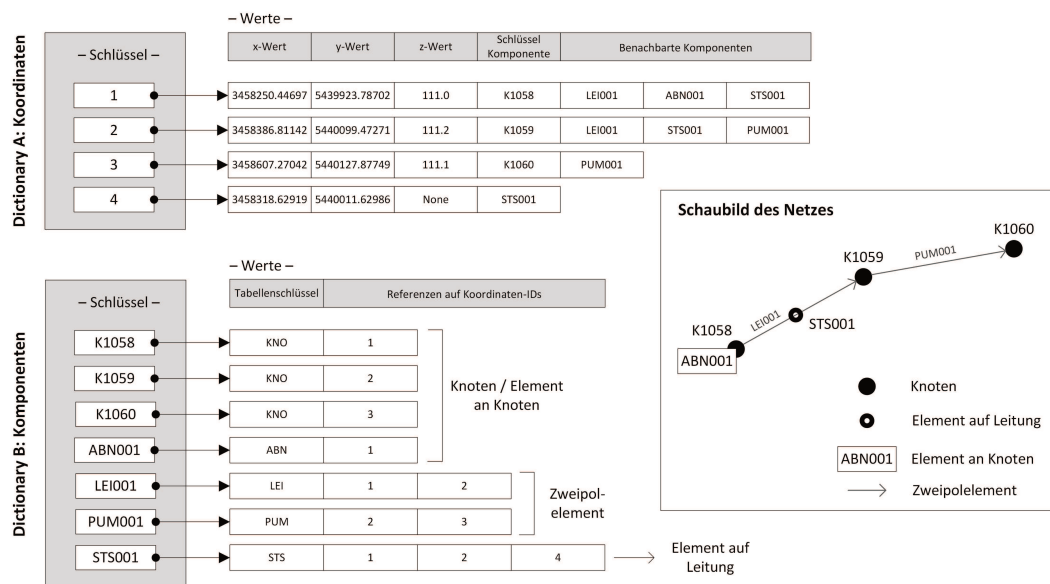 Dictionary A: Koordinaten
– Schlüssel –
– Werte –
x-Wert y-Wert z-Wert Schlüssel Komponente Benachbarte Komponenten
1 3458250.44697 5439923.78702 111.0 K1058 LEI001 ABN001 STS001
2 3458386.81142 5440099.47271 111.2 K1059 LEI001 STS001 PUM001
3 3458607.27042 5440127.87749 111.1 K1060 PUM001
4 3458318.62919 5440011.62986 None STS001
Dictionary B: Komponenten
– Schlüssel –
– Werte –
Tabellenschlüssel Referenzen auf Koordinaten-IDs
K1058 KNO 1
K1059 KNO 2
K1060 KNO 3
ABN001 ABN 1
Knoten / Element
an Knoten
LEI001 LEI 1 2
PUM001 PUM 2 3
Zweipol-
element
STS001 STS 1 2 4
Element auf
Leitung
Schaubild des Netzes
K1060
PUM001
K1059
LEI001
STS001
K1058
ABN001
Knoten
Element auf Leitung
ABN001 Element an Knoten
Zweipolelement